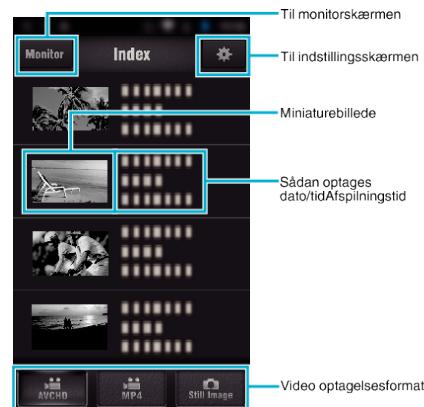 Til monitorskærmen
Monitor
Index
Til indstillingsskærmen
Miniaturebillede
Sådan optages
dato/tidAfspilningstid
AVCHD
MP4
Still Image
Video optagelsesformat